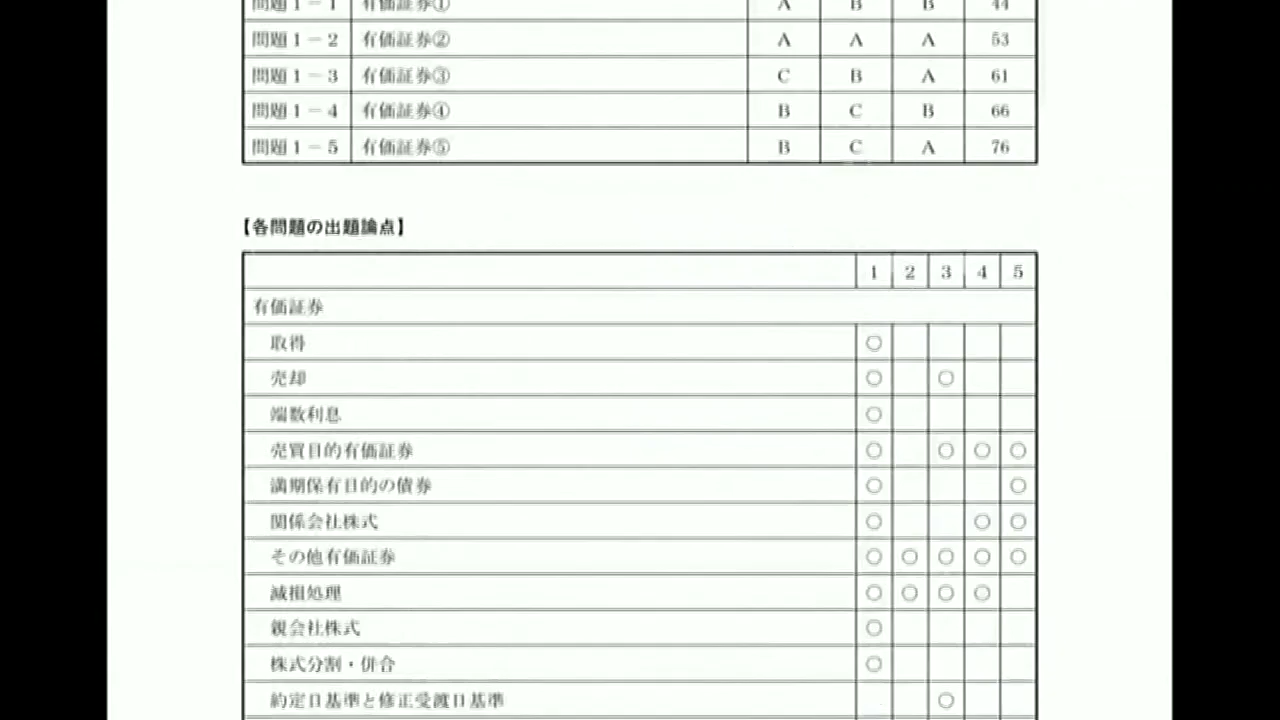 問題1－1 有価証券① A B B 44
問題1－2 有価証券② A A A 53
問題1－3 有価証券③ C B A 61
問題1－4 有価証券④ B C B 66
問題1－5 有価証券⑤ B C A 76
【各問題の出題論点】
1 2 3 4 5
有価証券
取得 ○
売却 ○ ○
端数利息 ○
売買目的有価証券 ○ ○ ○ ○
満期保有目的の債券 ○ ○
関係会社株式 ○ ○ ○
その他有価証券 ○ ○ ○ ○ ○
減損処理 ○ ○ ○ ○
親会社株式 ○
株式分割・併合 ○
約定日基準と修正受渡日基準 ○